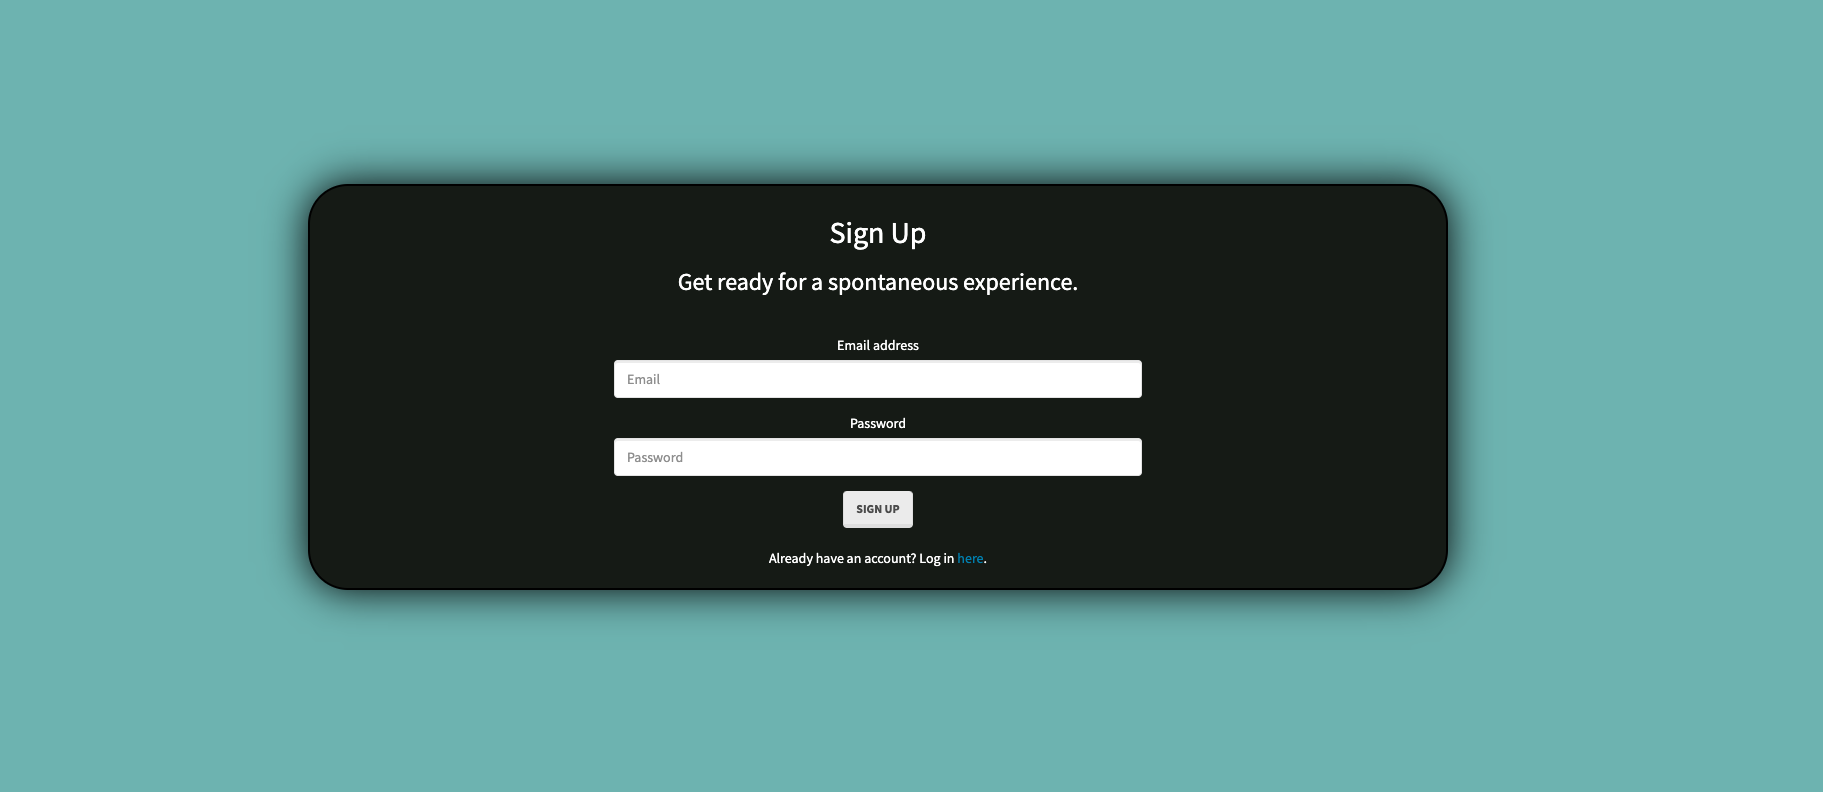 Sign Up
Get ready for a spontaneous experience.
Email address
Email
Password
Password
SIGN UP
Already have an account? Log in here.